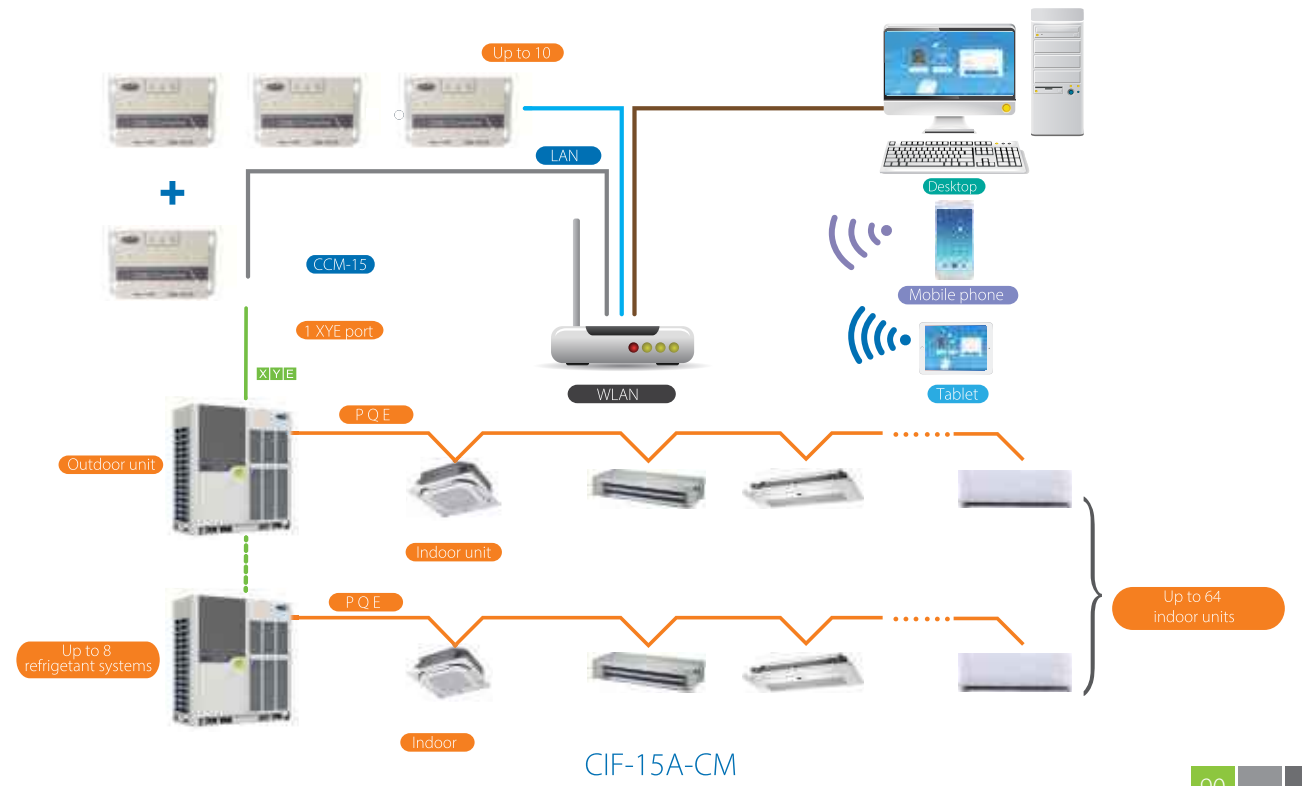 Up to 10
LAN
Desktop
CCM-15
Mobile phone
1 XYE port
X Y E
WLAN
Tablet
P Q E
Outdoor unit
Indoor unit
P Q E
Up to 64
indoor units
Up to 8
refrigetant systems
Indoor
CIF-15A-CM